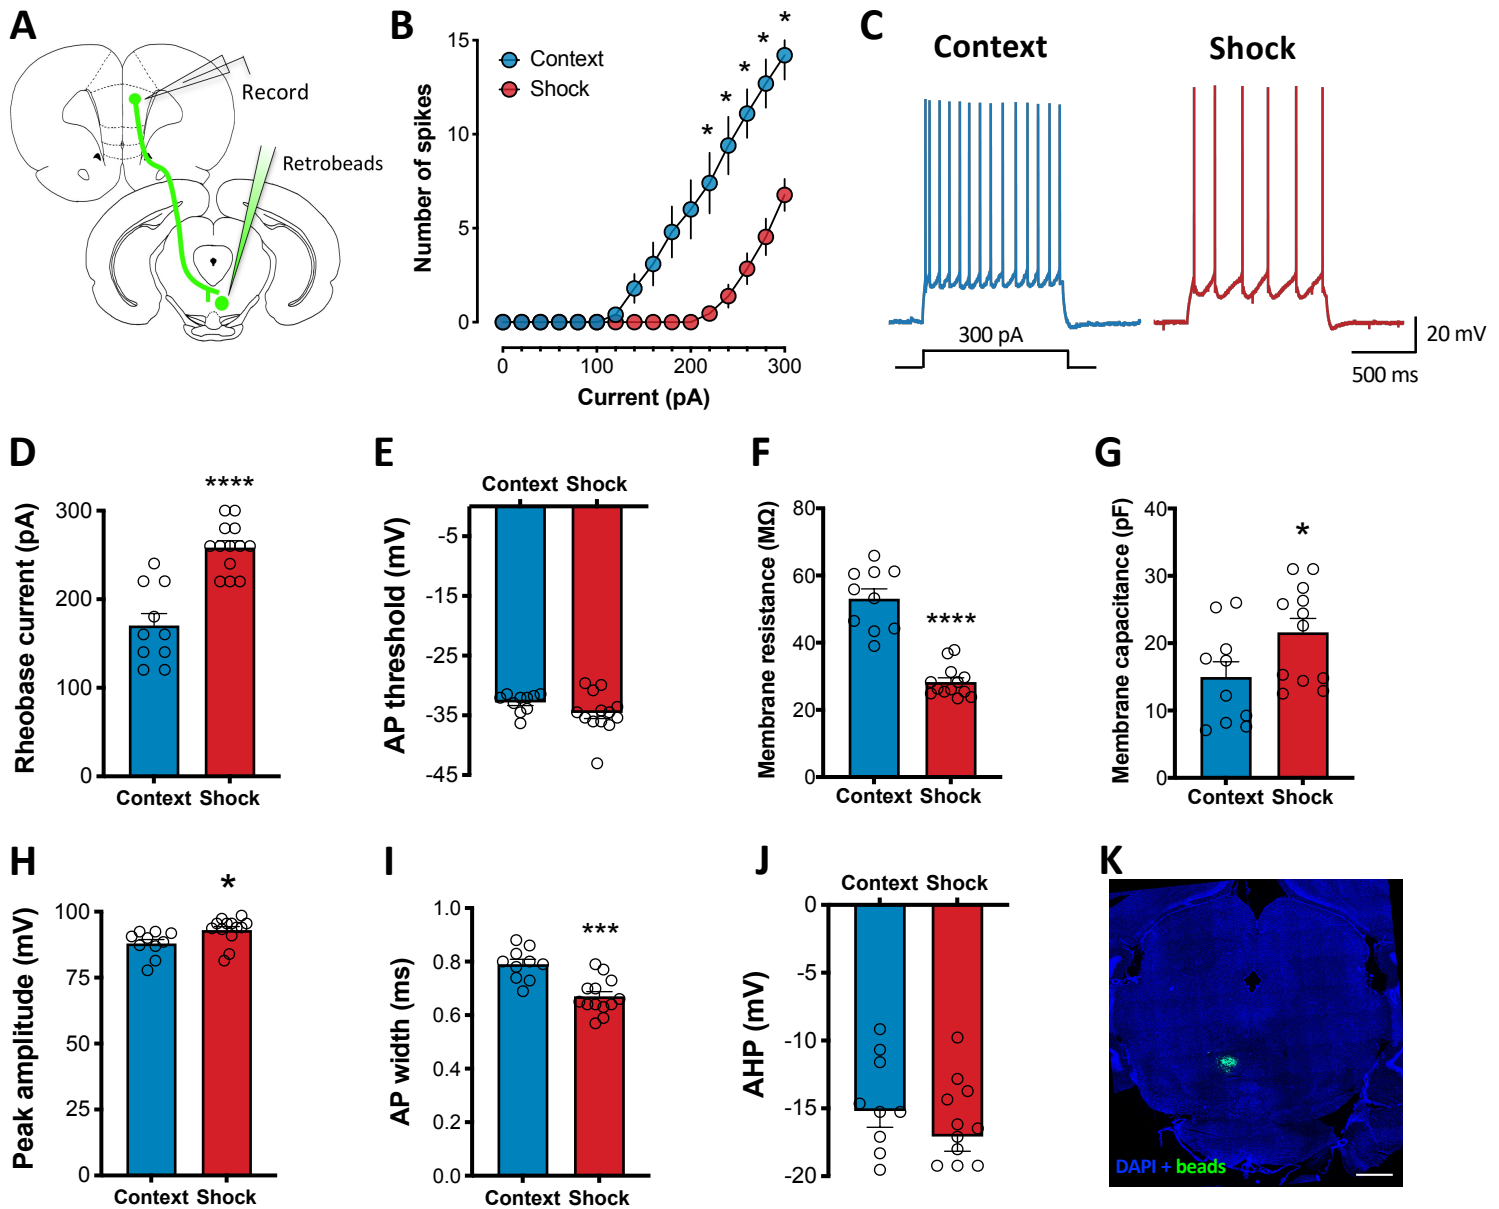 A
Record
Retrobeads
B
Context
Shock
Number of spikes
15
10
5
0
0
100
200
300
Current (pA)
* * * * *
C
Context
Shock
300 pA
20 mV
500 ms
D
****
Rheobase current (pA)
300
200
100
0
Context Shock
E
Context Shock
AP threshold (mV)
-5
-15
-25
-35
-45
F
****
Membrane resistance (MΩ)
80
60
40
20
0
Context Shock
G
*
Membrane capacitance (pF)
40
30
20
10
0
Context Shock
H
*
Peak amplitude (mV)
100
75
50
25
0
Context Shock
I
***
AP width (ms)
1.0
0.8
0.6
0.4
0.2
0.0
Context Shock
J
Context Shock
AHP (mV)
0
-5
-10
-15
-20
K
DAPI + beads